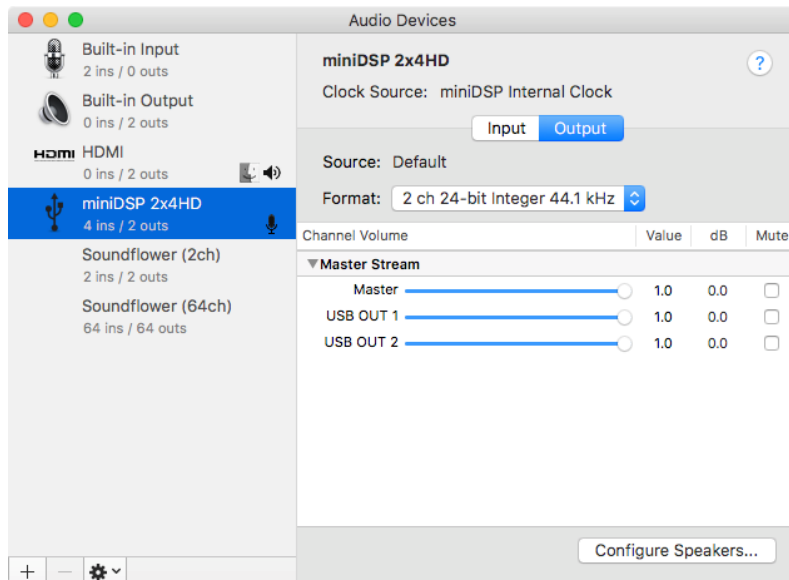 Audio Devices
Built-in Input
2 ins / 0 outs
Built-in Output
0 ins / 2 outs
HDMI
HDMI
0 ins / 2 outs
miniDSP 2x4HD
4 ins / 2 outs
Soundflower (2ch)
2 ins / 2 outs
Soundflower (64ch)
64 ins / 64 outs
miniDSP 2x4HD
?
Clock Source: miniDSP Internal Clock
Input Output
Source: Default
Format: 2 ch 24-bit Integer 44.1 kHz
Channel Volume Value dB Mute
Master Stream
Master 1.0 0.0
USB OUT 1 1.0 0.0
USB OUT 2 1.0 0.0
Configure Speakers...